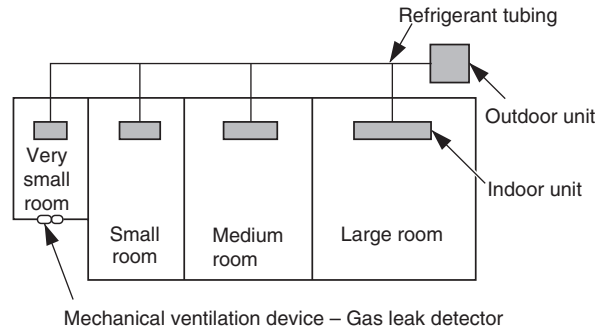 Refrigerant tubing
Outdoor unit
Indoor unit
Very
small
room
Small
room
Medium
room
Large room
Mechanical ventilation device – Gas leak detector